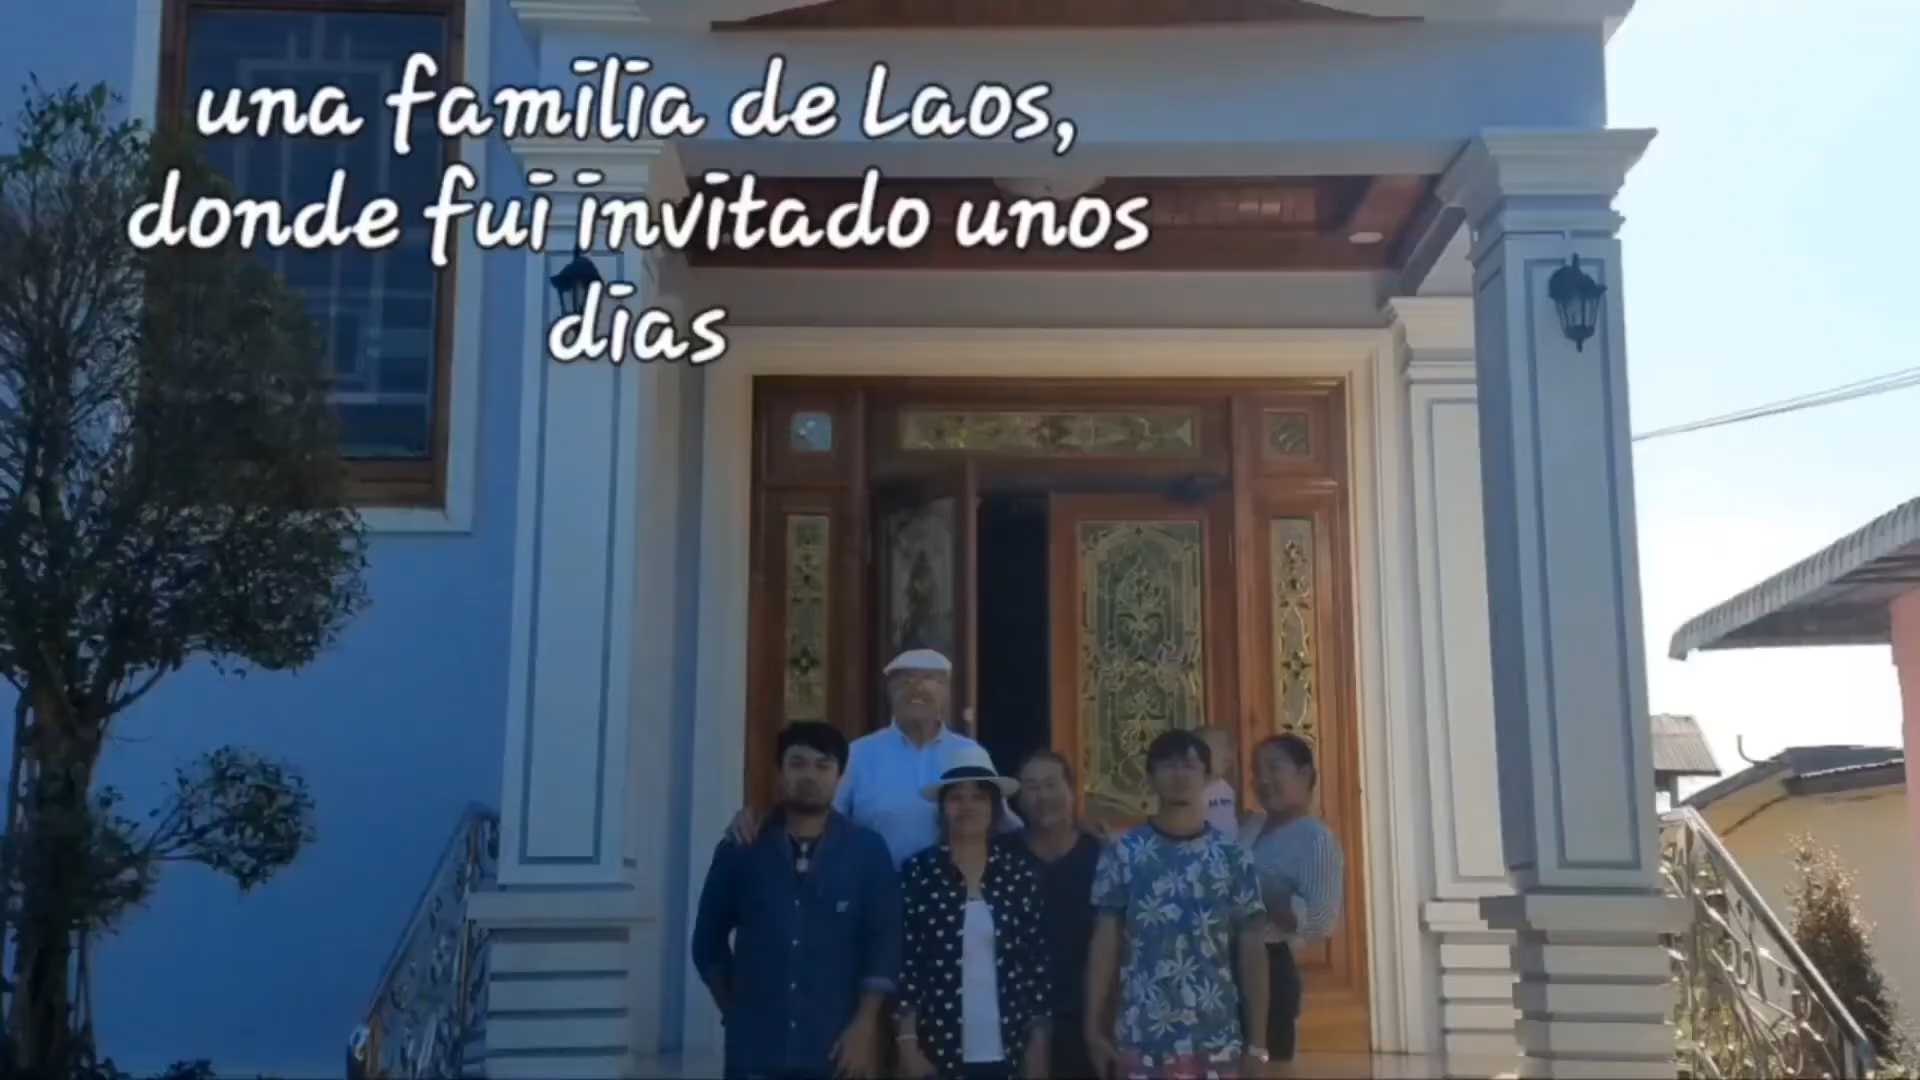 una familia de Laos,
donde fui invitado unos
dias